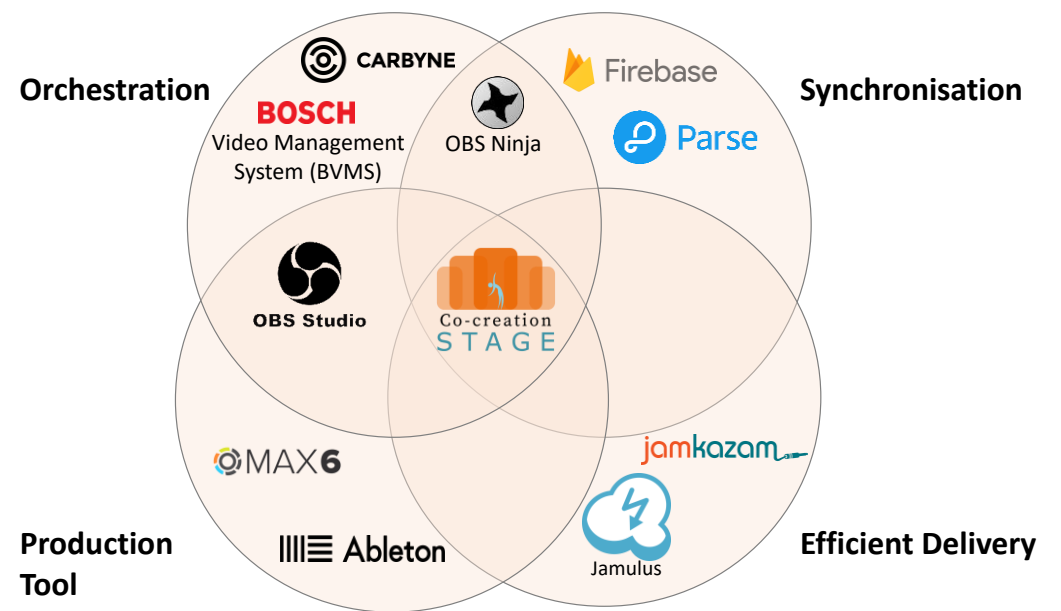 Orchestration
CARBYNE
BOSCH
Video Management
System (BVMS)
OBS Ninja
Firebase
Parse
Synchronisation
OBS Studio
Co-creation
STAGE
MAX6
Ableton
jamkazam
Jamulus
Production
Tool
Efficient Delivery